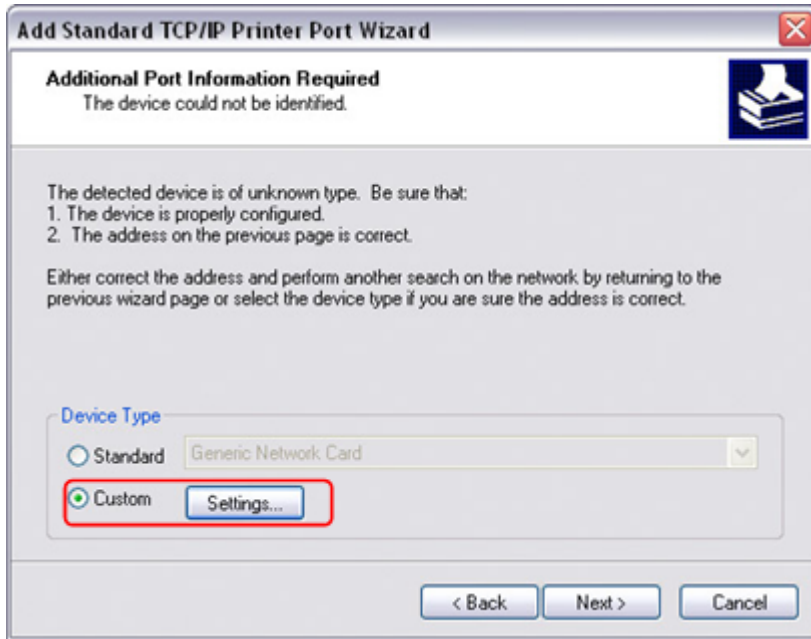 Add Standard TCP/IP Printer Port Wizard
Additional Port Information Required
The device could not be identified.
The detected device is of unknown type.  Be sure that:
1. The device is properly configured.
2.  The address on the previous page is correct.
Either correct the address and perform another search on the network by returning to the
previous wizard page or select the device type if you are sure the address is correct.
Device Type
Standard
Generic Network Card
Custom
Settings...
< Back
Next >
Cancel